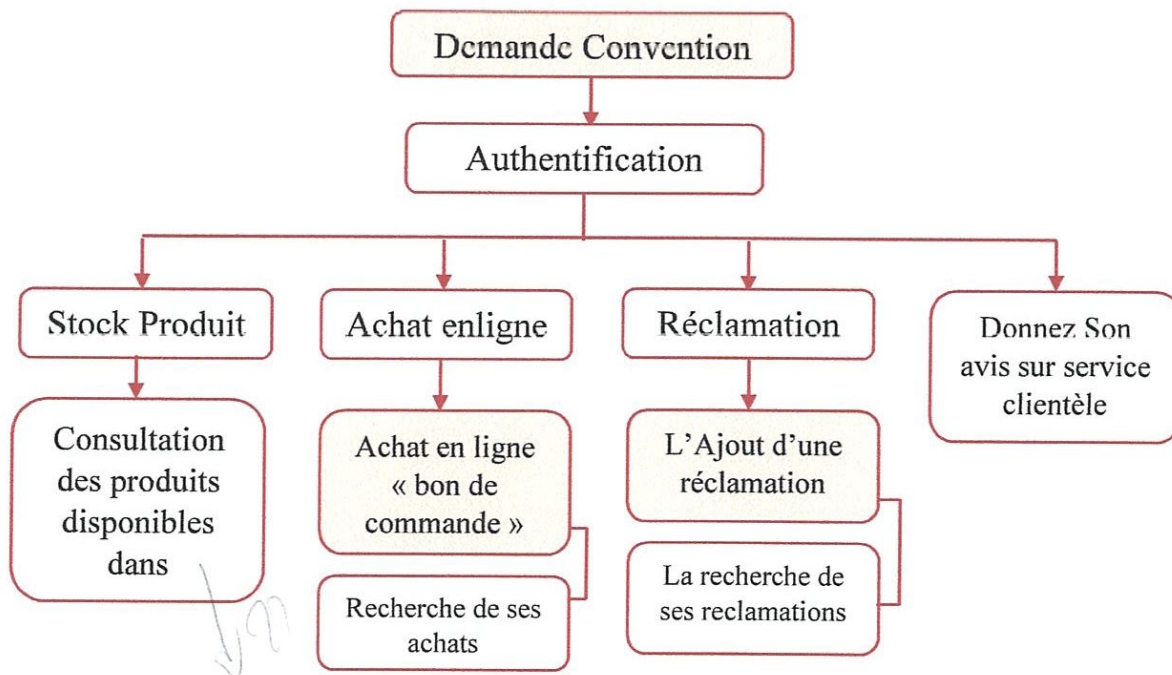 Demande Convention
Authentification
Stock Produit
Achat enligne
Réclamation
Donnez Son
avis sur service
clientèle
Consultation
des produits
disponibles
dans
Achat en ligne
« bon de
commande »
L'Ajout d'une
réclamation
Recherche de ses
achats
La recherche de
ses reclamations